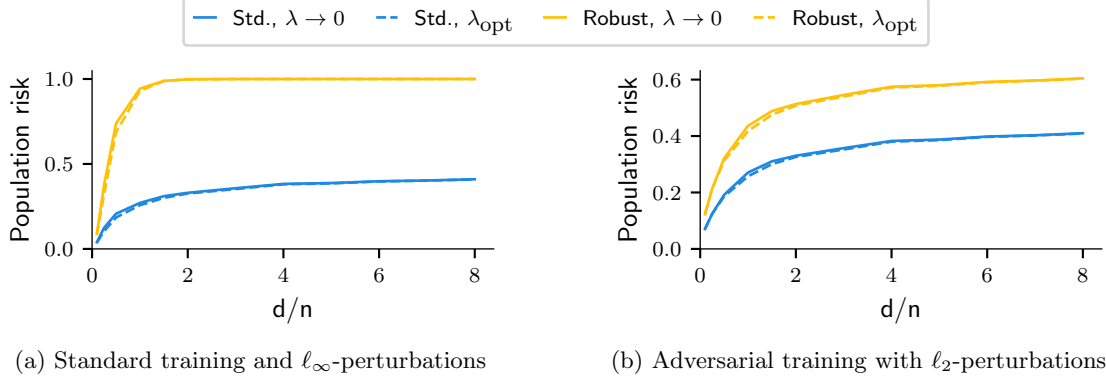 Std., λ → 0 Std., λopt Robust, λ → 0 Robust, λopt
Population risk
1.0
0.5
0.0
0 2 4 6 8
d/n
(a) Standard training and ℓ∞-perturbations
Population risk
0.6
0.4
0.2
0.0
0 2 4 6 8
d/n
(b) Adversarial training with ℓ2-perturbations